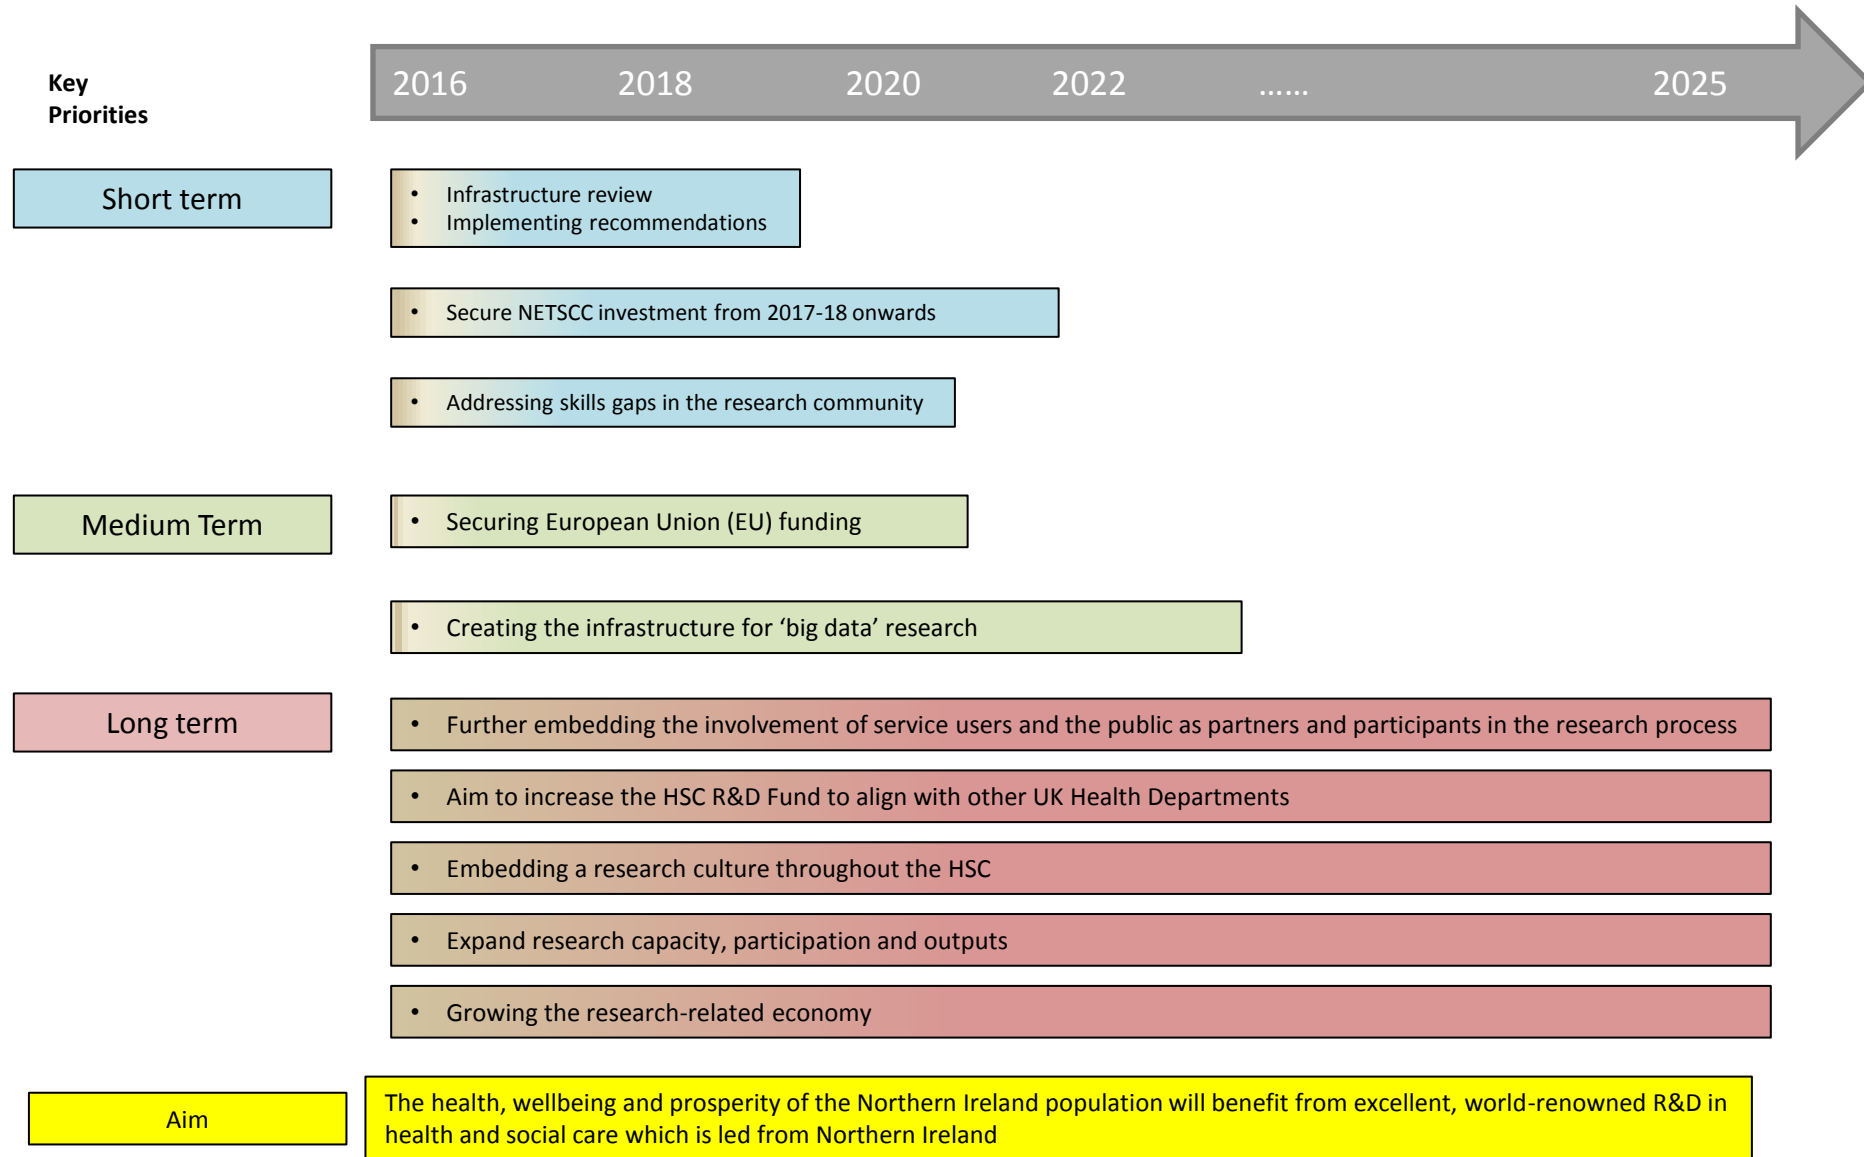 Key
Priorities
2016 2018 2020 2022 ...... 2025
Short term
• Infrastructure review
• Implementing recommendations
• Secure NETSCC investment from 2017-18 onwards
• Addressing skills gaps in the research community
Medium Term
• Securing European Union (EU) funding
• Creating the infrastructure for ‘big data’ research
Long term
• Further embedding the involvement of service users and the public as partners and participants in the research process
• Aim to increase the HSC R&D Fund to align with other UK Health Departments
• Embedding a research culture throughout the HSC
• Expand research capacity, participation and outputs
• Growing the research-related economy
Aim
The health, wellbeing and prosperity of the Northern Ireland population will benefit from excellent, world-renowned R&D in
health and social care which is led from Northern Ireland